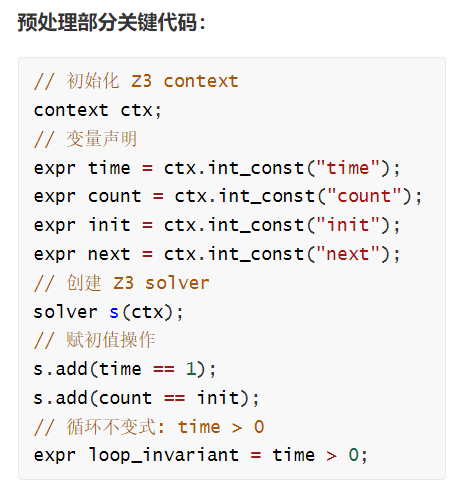 预处理部分关键代码：
// 初始化 Z3 context
context ctx;
// 变量声明
expr time = ctx.int_const("time");
expr count = ctx.int_const("count");
expr init = ctx.int_const("init");
expr next = ctx.int_const("next");
// 创建 Z3 solver
solver s(ctx);
// 赋初值操作
s.add(time == 1);
s.add(count == init);
// 循环不变式: time > 0
expr loop_invariant = time > 0;